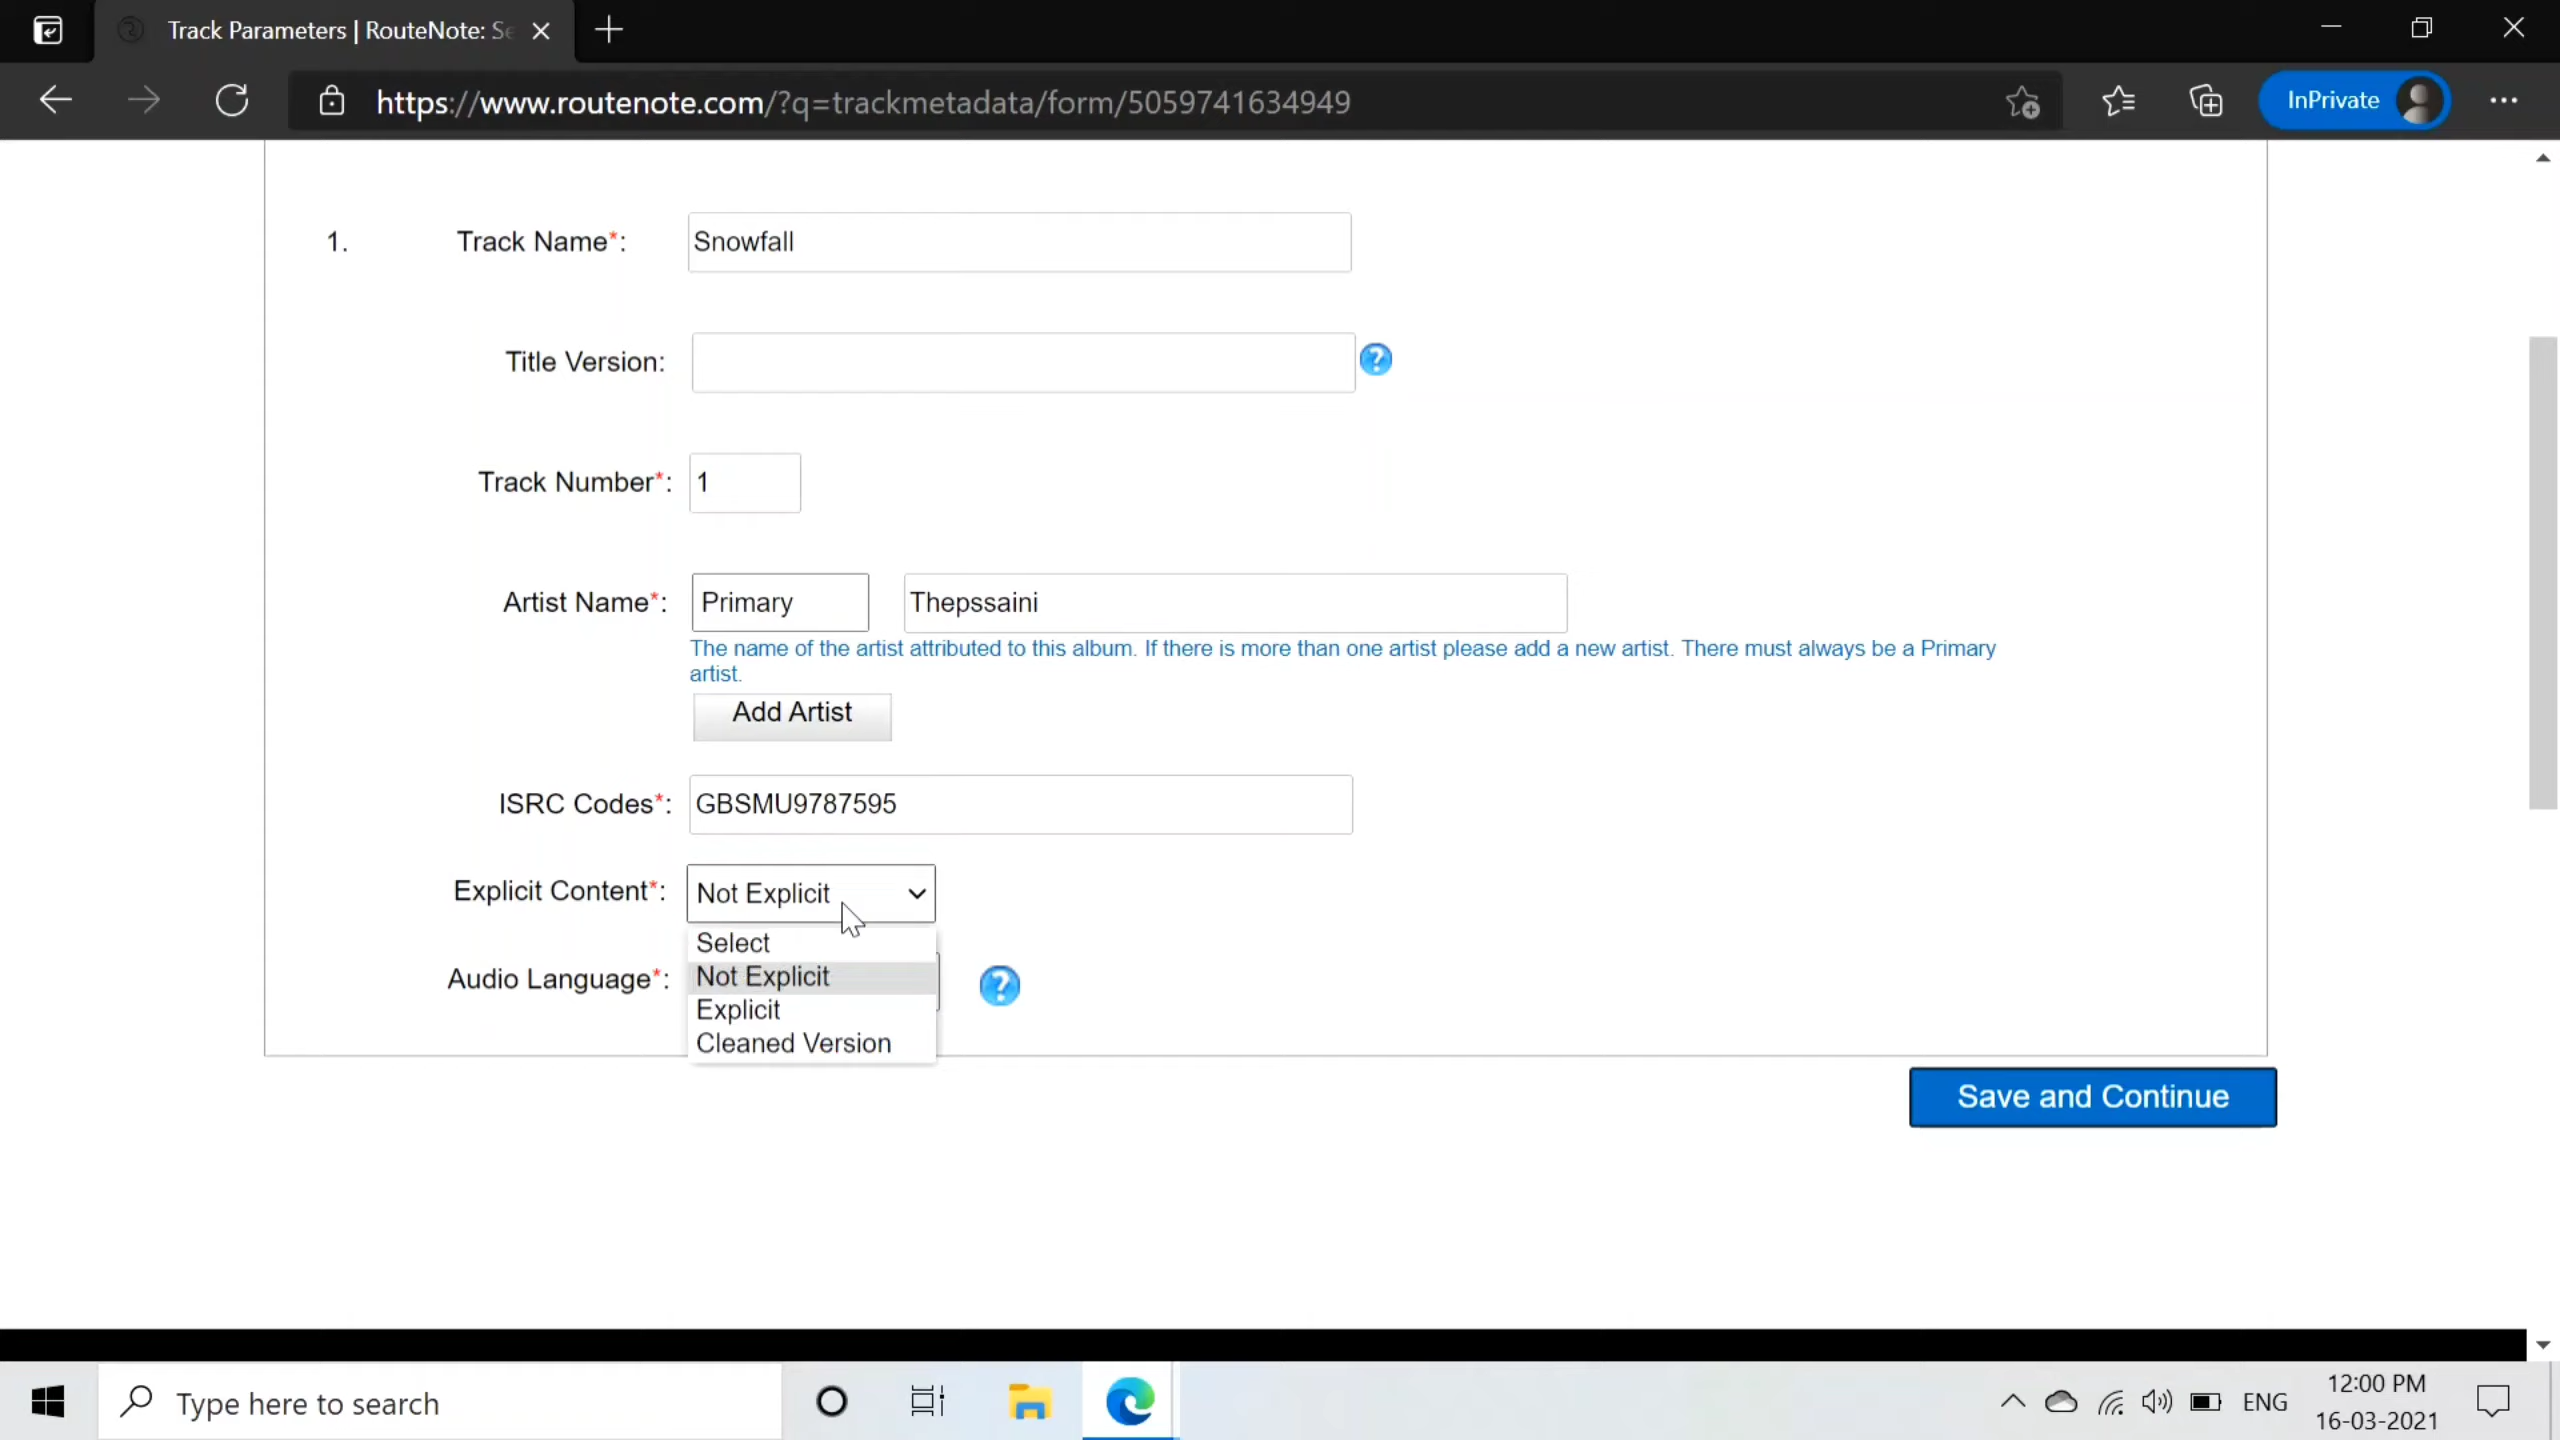 Track Parameters | RouteNote: Se
https://www.routenote.com/?q=trackmetadata/form/5059741634949
InPrivate
1. Track Name*: Snowfall
Title Version:
?
Track Number*: 1
Artist Name*: Primary Thepssaini
The name of the artist attributed to this album. If there is more than one artist please add a new artist. There must always be a Primary
artist.
Add Artist
ISRC Codes*: GBSMU9787595
Explicit Content*: Not Explicit
Select
Not Explicit
Explicit
Cleaned Version
Audio Language*:
?
Save and Continue
Type here to search
ENG
12:00 PM
16-03-2021